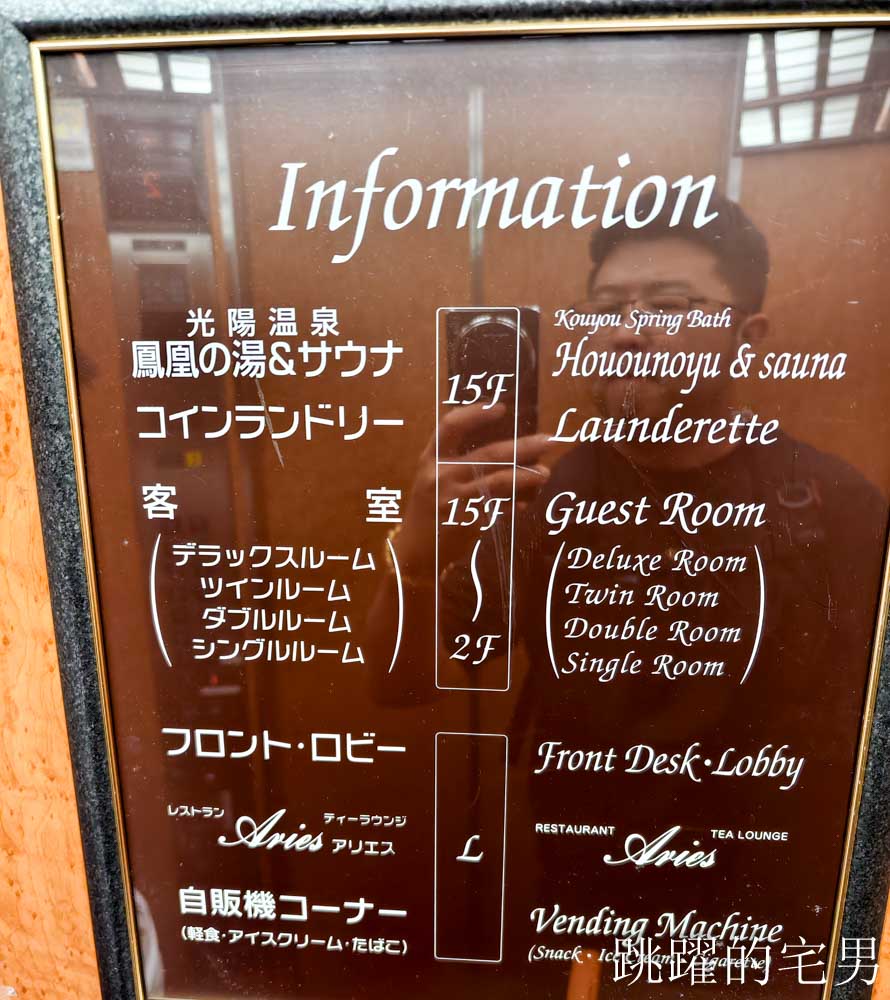 Information
光陽温泉
鳳凰の湯&サウナ
コインランドリー
15F
Kouyou Spring Bath
Houounoyu & sauna
Launderette
客室
(デラックスルーム
ツインルーム
ダブルルーム
シングルルーム)
15F
〜
2F
Guest Room
(Deluxe Room
Twin Room
Double Room
Single Room)
フロント・ロビー
レストラン Aries ティーラウンジ
アリエス
自販機コーナー
(軽食・アイスクリーム・たばこ)
L
Front Desk・Lobby
RESTAURANT Aries TEA LOUNGE
Vending Machine
(Snack・Ice Cream・Cigarette)
跳躍的宅男